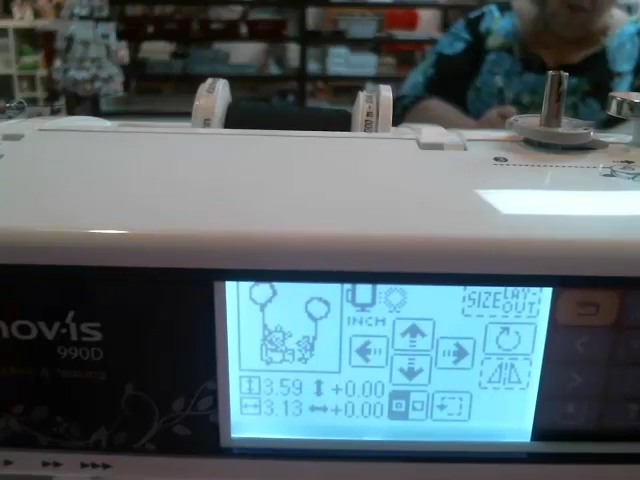 SIZE LAY-OUT
INCH
nov-is
990D
3.59 +0.00
3.13 +0.00